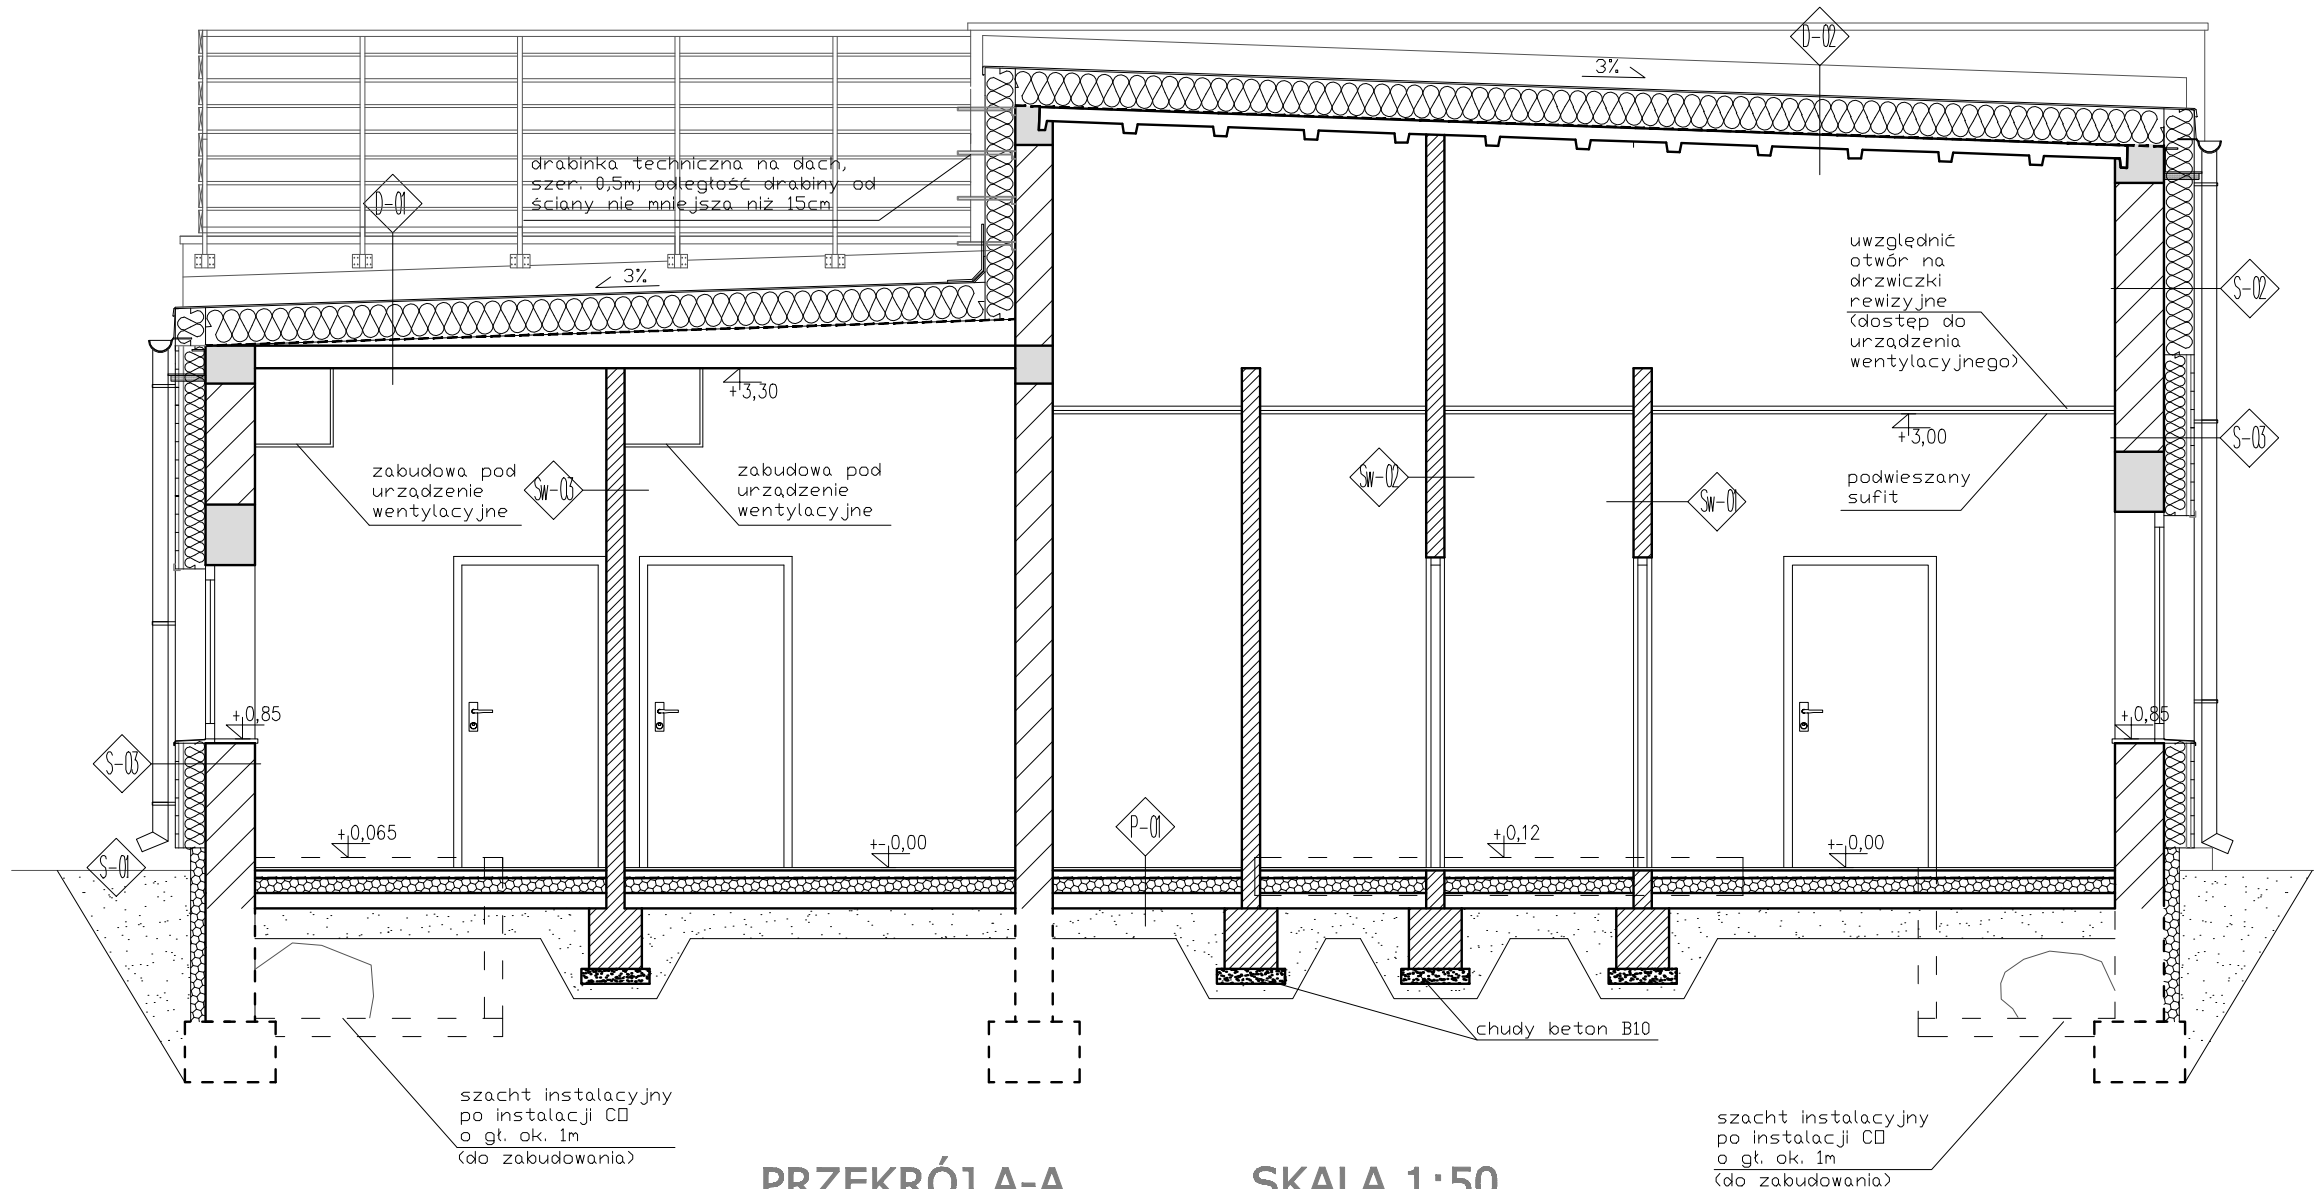 D-02
3%
drabinka techniczna na dach,
szer. 0,5m; odległość drabiny od
ściany nie mniejsza niż 15cm
D-01
3%
uwzględnić
otwór na
drzwiczki
rewizyjne
(dostęp do
urządzenia
wentylacyjnego)
S-02
+3,30
+3,00
S-03
zabudowa pod
urządzenie
wentylacyjne
Sw-03
zabudowa pod
urządzenie
wentylacyjne
Sw-02
Sw-01
podwieszany
sufit
+0,85
+0,85
S-03
P-01
+0,065
+-0,00
+0,12
+-0,00
S-01
chudy beton B10
szacht instalacyjny
po instalacji CO
o gł. ok. 1m
(do zabudowania)
szacht instalacyjny
po instalacji CO
o gł. ok. 1m
(do zabudowania)
PRZEKRÓJ A-A SKALA 1:50